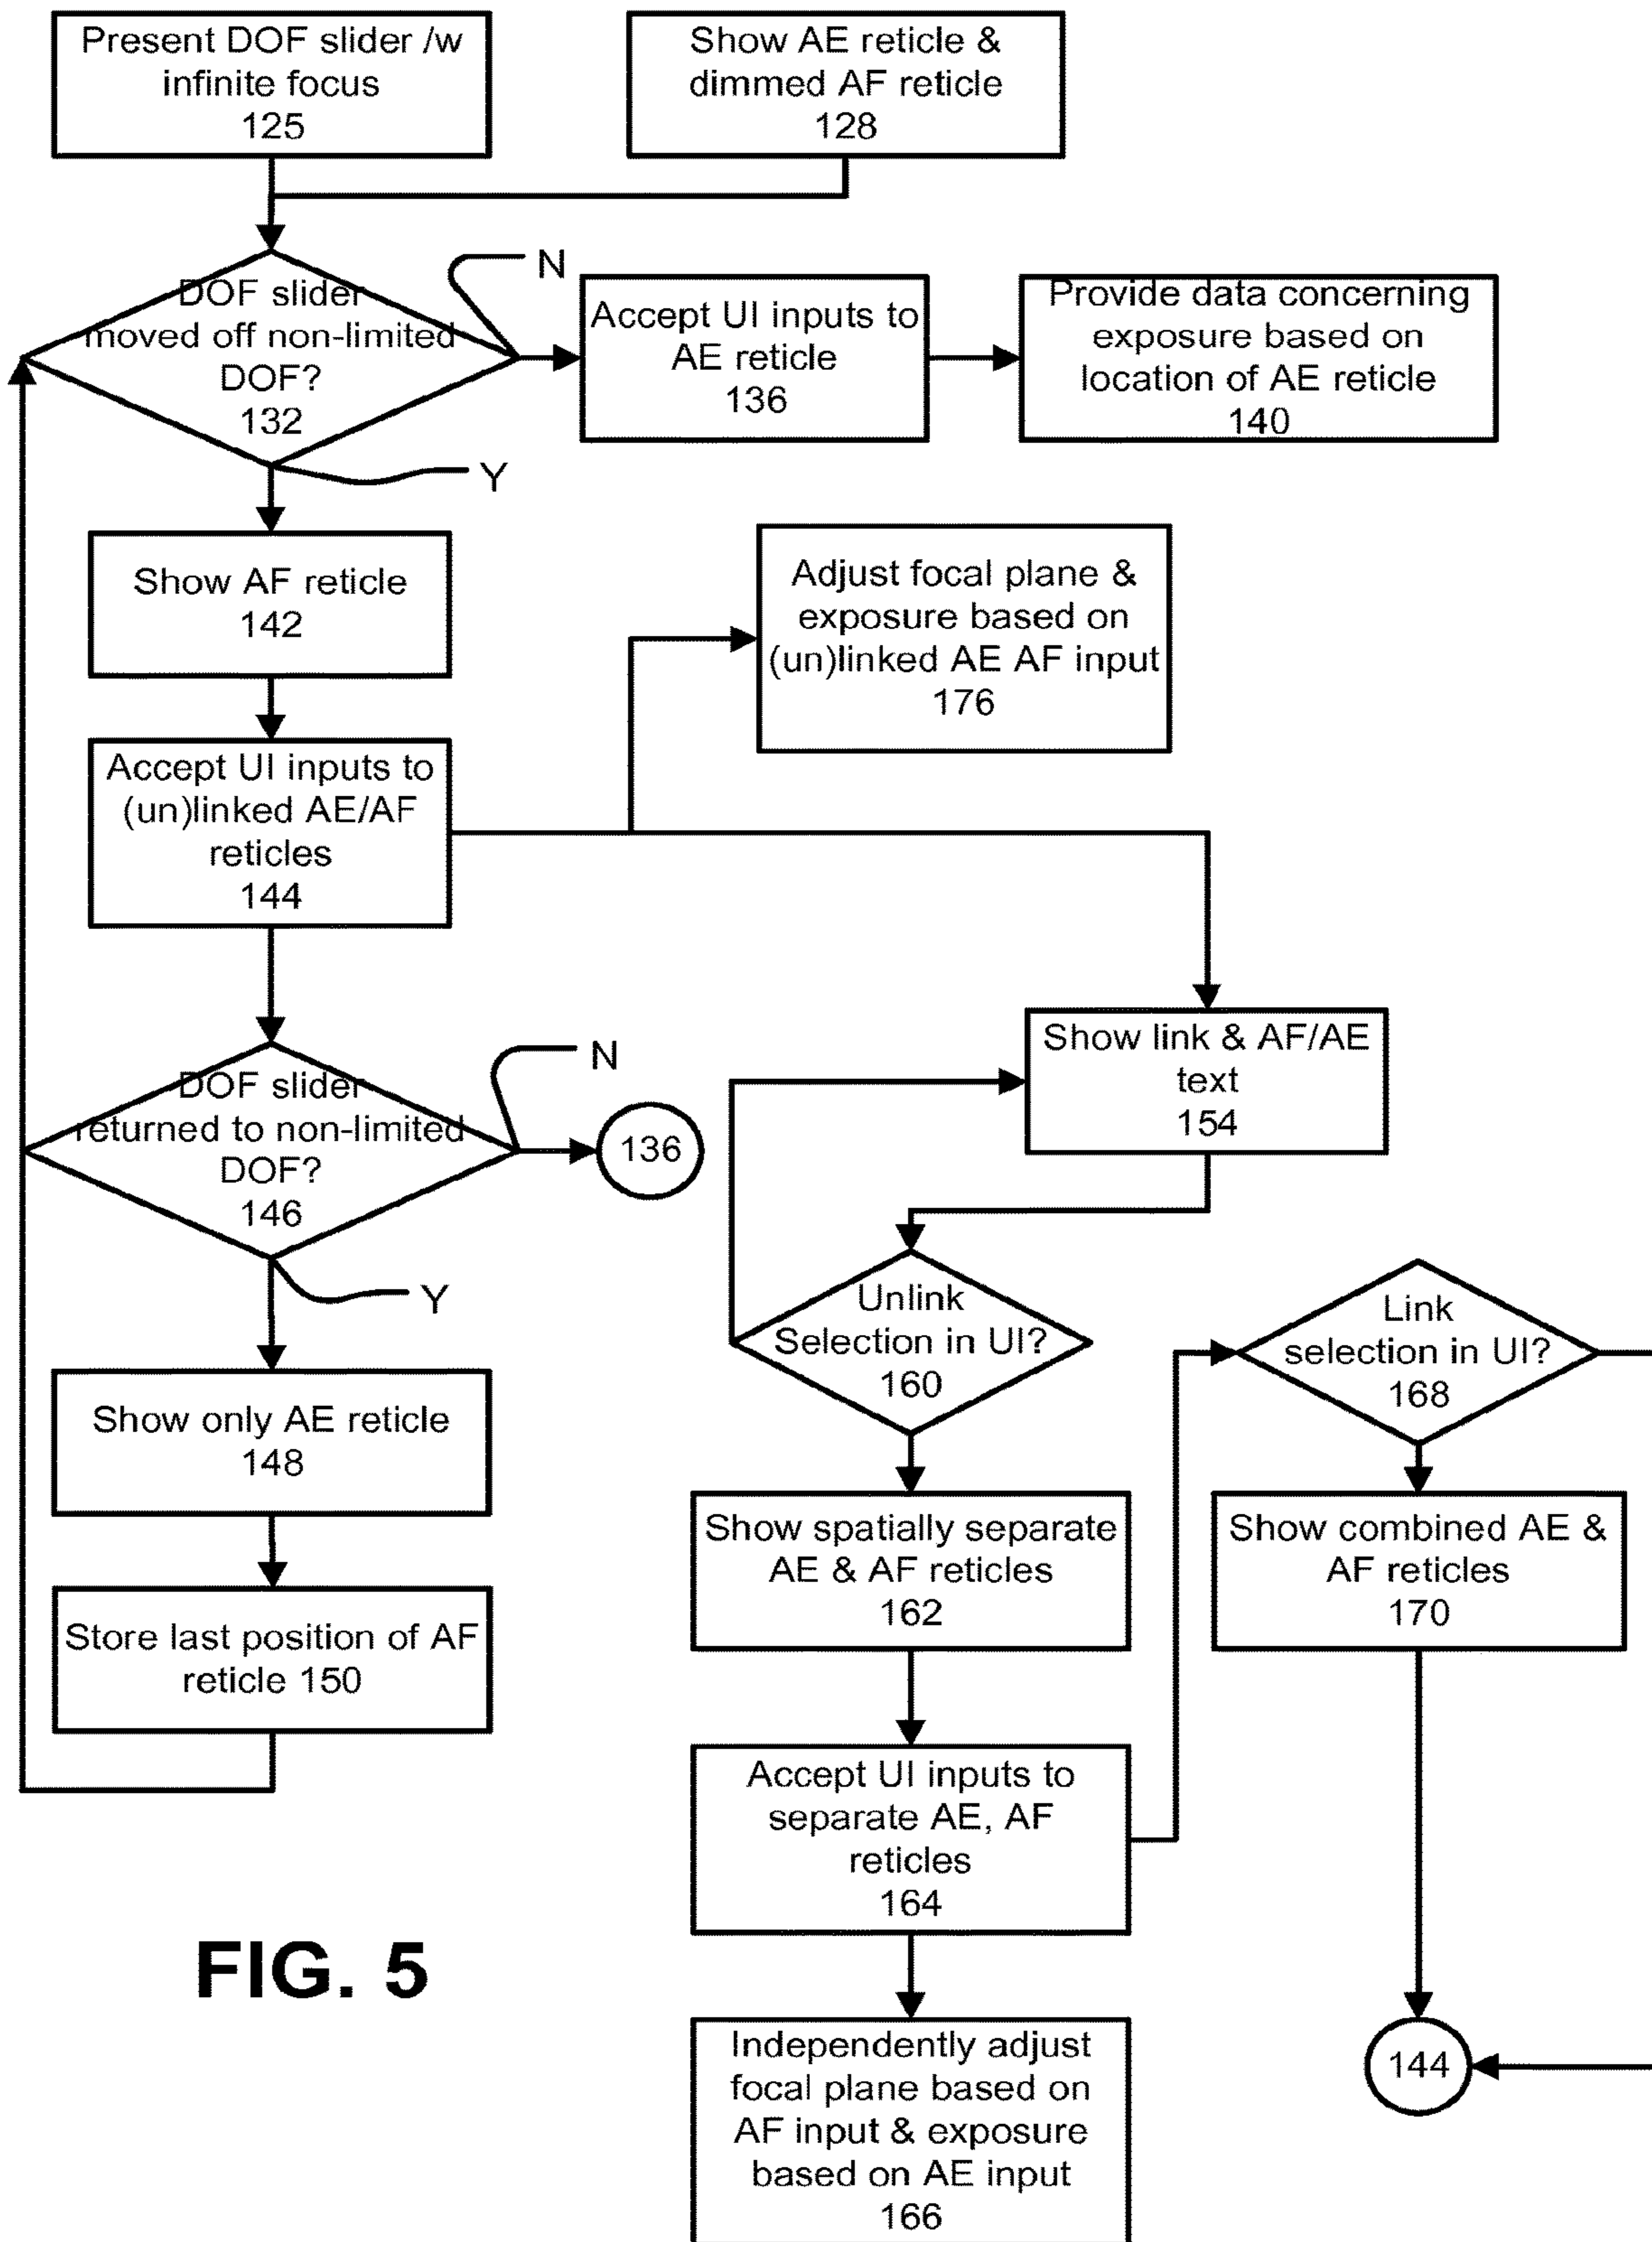 Present DOF slider /w
infinite focus
125
Show AE reticle &
dimmed AF reticle
128
DOF slider
moved off non-limited
DOF?
132
N
Y
Accept UI inputs to
AE reticle
136
Provide data concerning
exposure based on
location of AE reticle
140
Show AF reticle
142
Adjust focal plane &
exposure based on
(un)linked AE AF input
176
Accept UI inputs to
(un)linked AE/AF
reticles
144
DOF slider
returned to non-limited
DOF?
146
N
136
Y
Show link & AF/AE
text
154
Unlink
Selection in UI?
160
Link
selection in UI?
168
Show only AE reticle
148
Store last position of AF
reticle 150
Show spatially separate
AE & AF reticles
162
Show combined AE &
AF reticles
170
Accept UI inputs to
separate AE, AF
reticles
164
Independently adjust
focal plane based on
AF input & exposure
based on AE input
166
144
FIG. 5